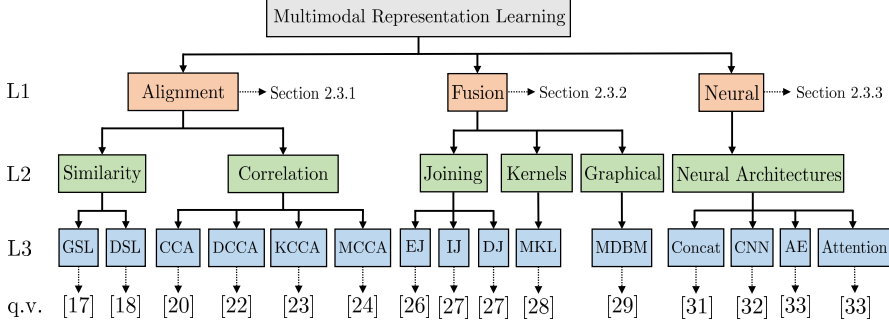 Multimodal Representation Learning
L1 Alignment Section 2.3.1 Fusion Section 2.3.2 Neural Section 2.3.3
L2 Similarity Correlation Joining Kernels Graphical Neural Architectures
L3 GSL DSL CCA DCCA KCCA MCCA EJ IJ DJ MKL MDBM Concat CNN AE Attention
q.v. [17] [18] [20] [22] [23] [24] [26] [27] [27] [28] [29] [31] [32] [33] [33]